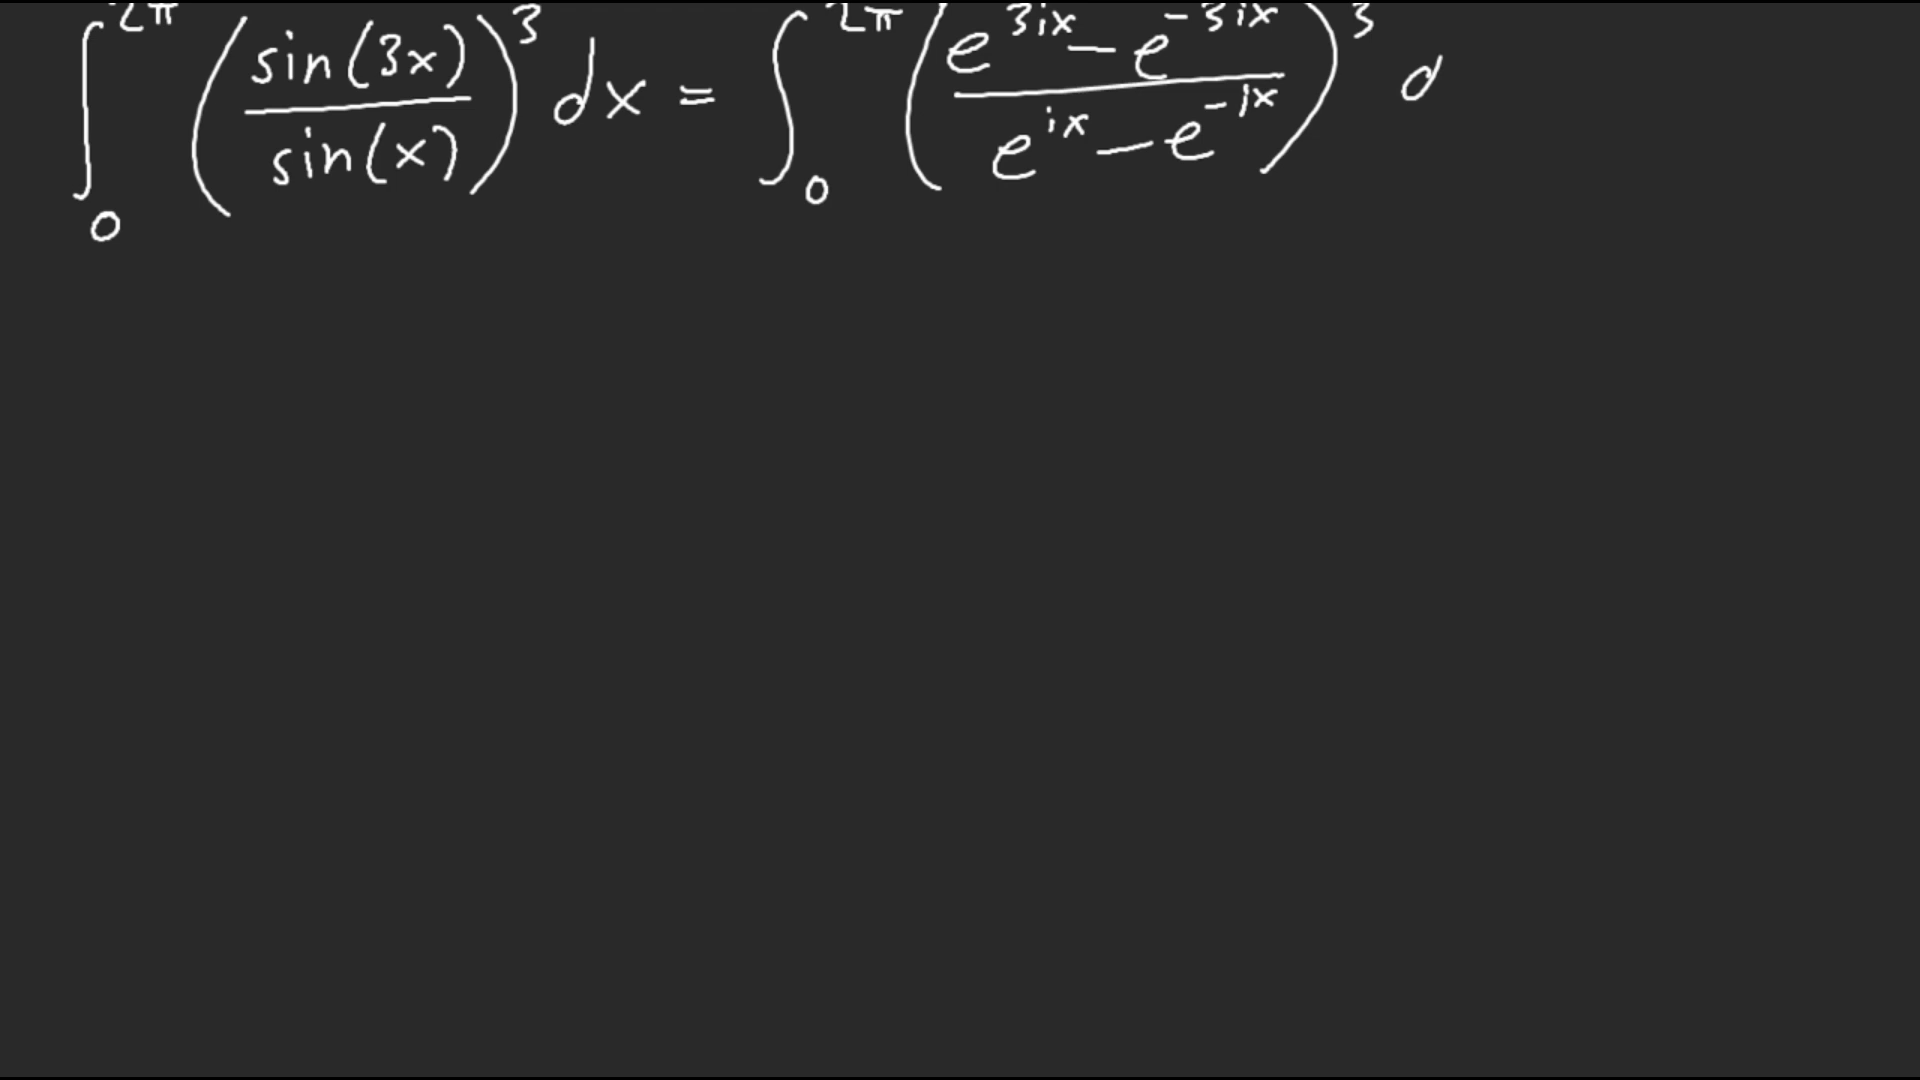 ∫₀^2π (sin(3x)/sin(x))³ dx = ∫₀^2π ((e^3ix − e^−3ix)/(e^ix − e^−ix))³ d